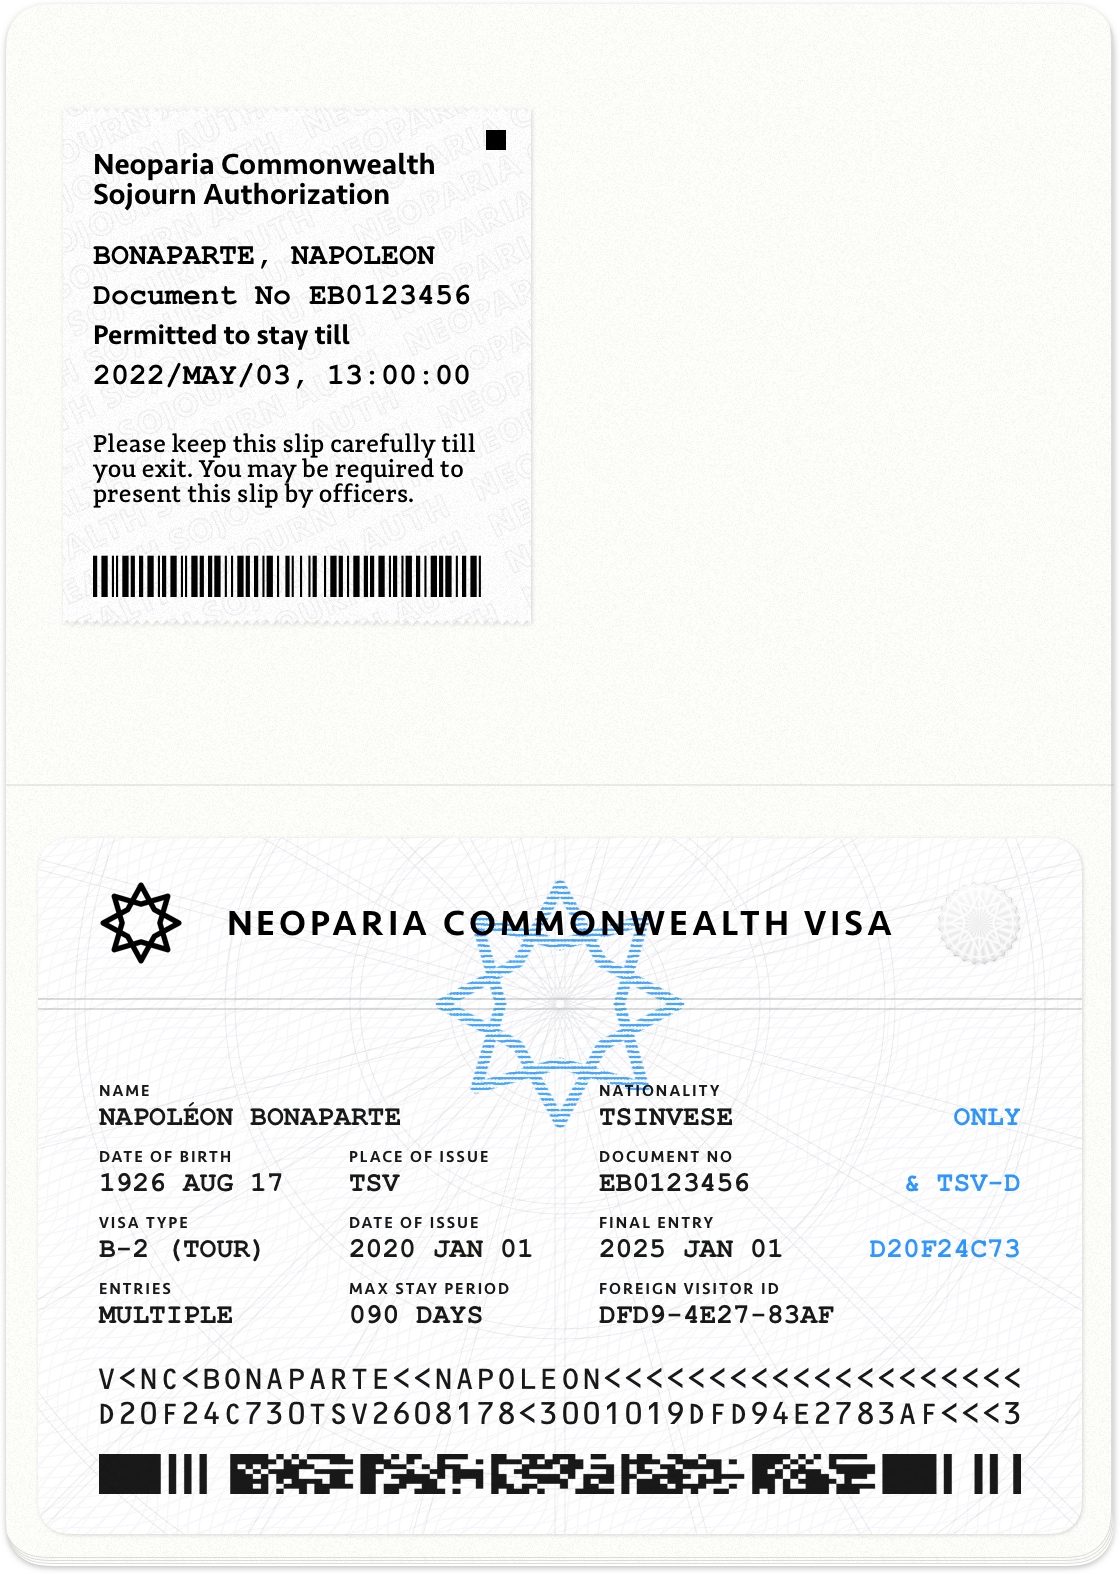 Neoparia Commonwealth
Sojourn Authorization
BONAPARTE, NAPOLEON
Document No EB0123456
Permitted to stay till
2022/MAY/03, 13:00:00
Please keep this slip carefully till
you exit. You may be required to
present this slip by officers.
NEOPARIA COMMONWEALTH VISA
NAME NATIONALITY
NAPOLÉON BONAPARTE TSINVESE ONLY
DATE OF BIRTH PLACE OF ISSUE DOCUMENT NO
1926 AUG 17 TSV EB0123456 & TSV-D
VISA TYPE DATE OF ISSUE FINAL ENTRY
B-2 (TOUR) 2020 JAN 01 2025 JAN 01 D20F24C73
ENTRIES MAX STAY PERIOD FOREIGN VISITOR ID
MULTIPLE 090 DAYS DFD9-4E27-83AF
V<NC<BONAPARTE<<NAPOLEON<<<<<<<<<<<<<<<<<<<<
D20F24C730TSV2608178<3001019DFD94E2783AF<<<3